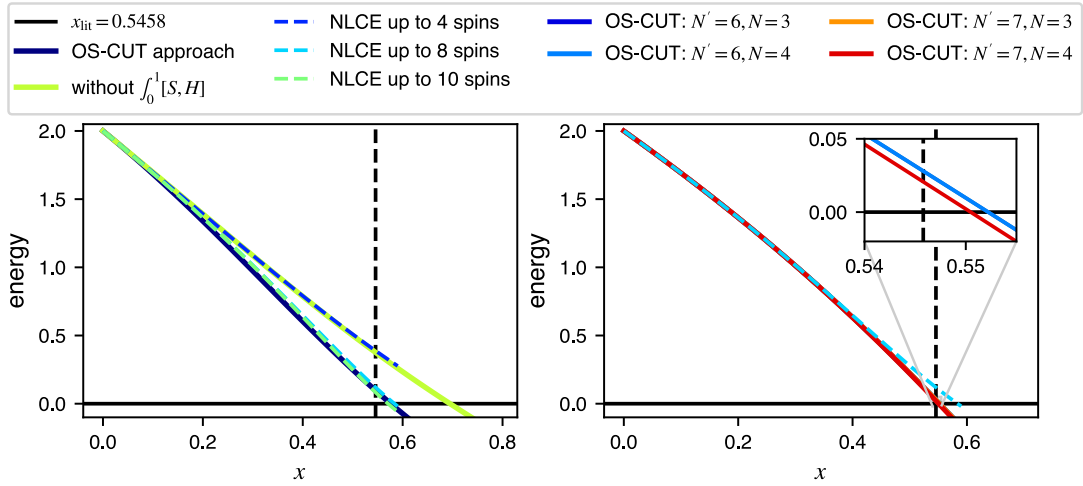 x_lit = 0.5458
OS-CUT approach
without ∫₀¹[S, H]
NLCE up to 4 spins
NLCE up to 8 spins
NLCE up to 10 spins
OS-CUT: N′ = 6, N = 3
OS-CUT: N′ = 6, N = 4
OS-CUT: N′ = 7, N = 3
OS-CUT: N′ = 7, N = 4
2.0
1.5
1.0
0.5
0.0
energy
0.0 0.2 0.4 0.6 0.8
x
2.0
1.5
1.0
0.5
0.0
energy
0.0 0.2 0.4 0.6
x
0.05
0.00
0.54 0.55